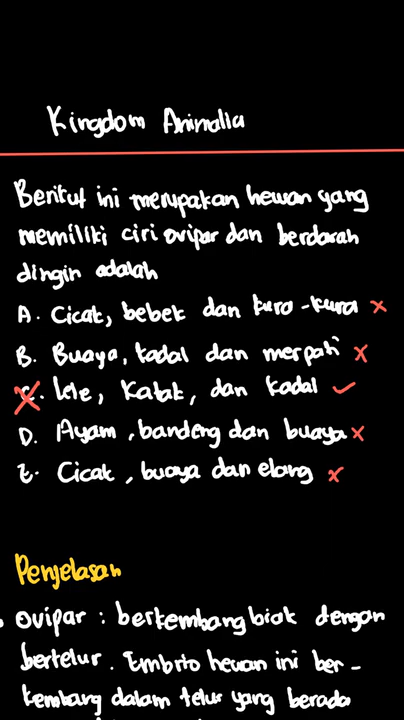 Kingdom Animalia
Berikut ini merupakan hewan yang
memiliki ciri ovipar dan berdarah
dingin adalah
A. Cicak, bebek dan kura-kura ×
B. Buaya, kadal dan merpati ×
C. lele, Katak, dan kadal ✓
D. Ayam, bandeng dan buaya ×
E. Cicak, buaya dan elang ×
Penjelasan
ovipar : berkembang biak dengan
bertelur. Embrio hewan ini ber-
kembang dalam telur yang berada